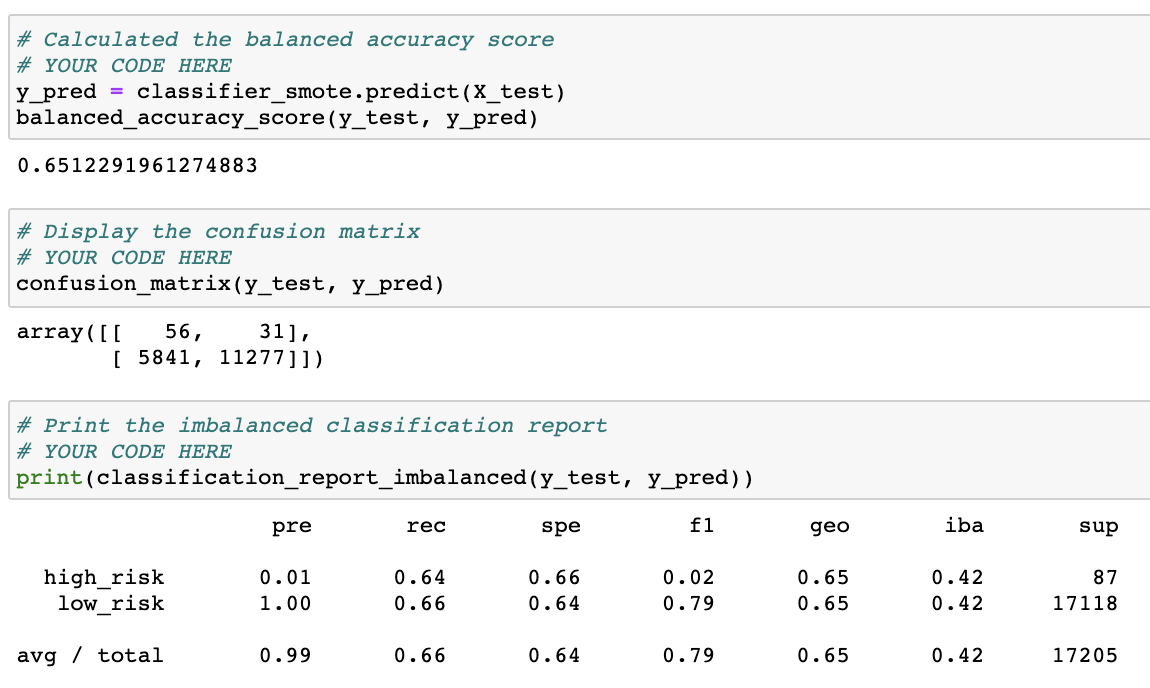 # Calculated the balanced accuracy score
# YOUR CODE HERE
y_pred = classifier_smote.predict(X_test)
balanced_accuracy_score(y_test, y_pred)
0.6512291961274883
# Display the confusion matrix
# YOUR CODE HERE
confusion_matrix(y_test, y_pred)
array([[   56,    31],
       [ 5841, 11277]])
# Print the imbalanced classification report
# YOUR CODE HERE
print(classification_report_imbalanced(y_test, y_pred))
                   pre       rec       spe        f1       geo       iba       sup
  high_risk       0.01      0.64      0.66      0.02      0.65      0.42        87
   low_risk       1.00      0.66      0.64      0.79      0.65      0.42     17118
avg / total       0.99      0.66      0.64      0.79      0.65      0.42     17205